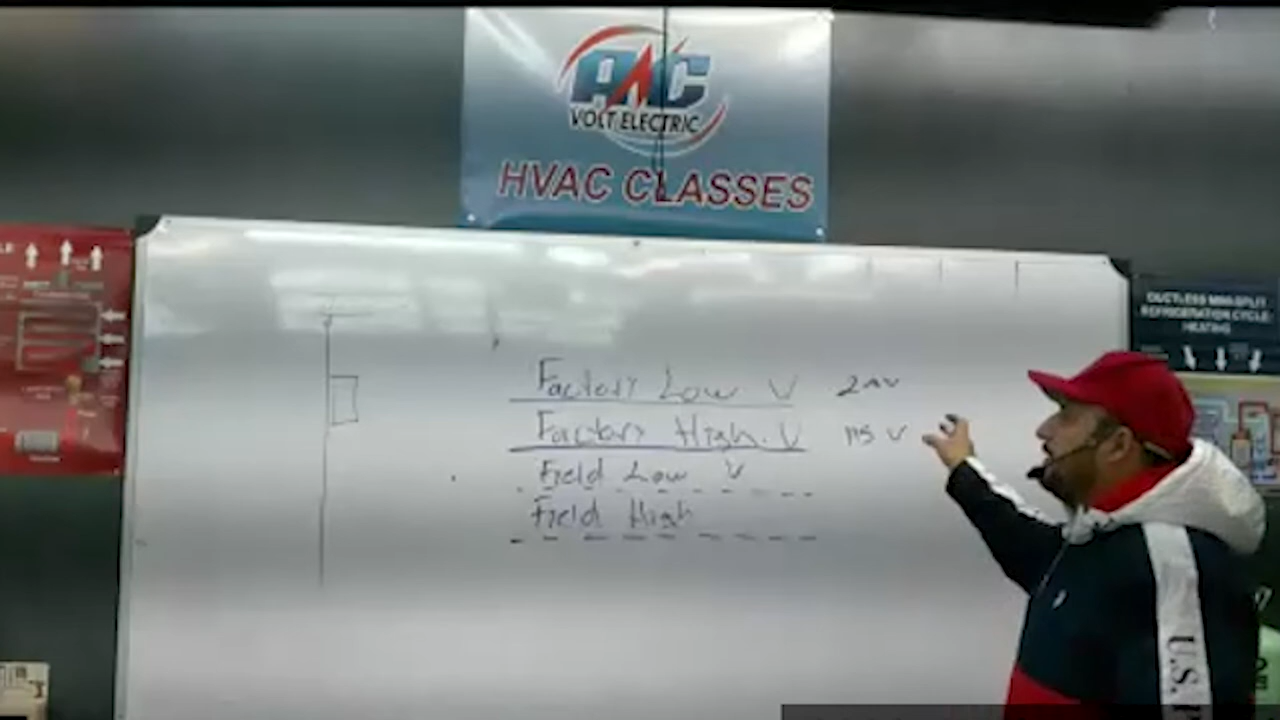 AC
VOLT ELECTRIC
HVAC CLASSES
DUCTLESS MINI-SPLIT
REFRIGERATION CYCLE:
HEATING
Factory Low V 24V
Factory High V 115 V
Field Low V
Field High
U.S.